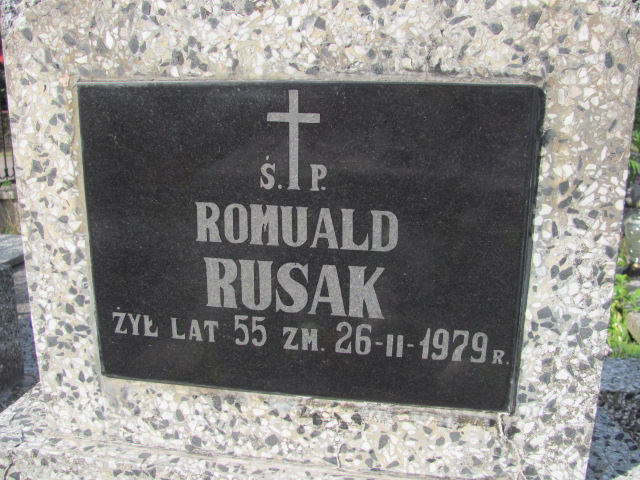 Ś. P.
ROMUALD
RUSAK
ŻYŁ LAT 55 ZM. 26-II-1979 R.